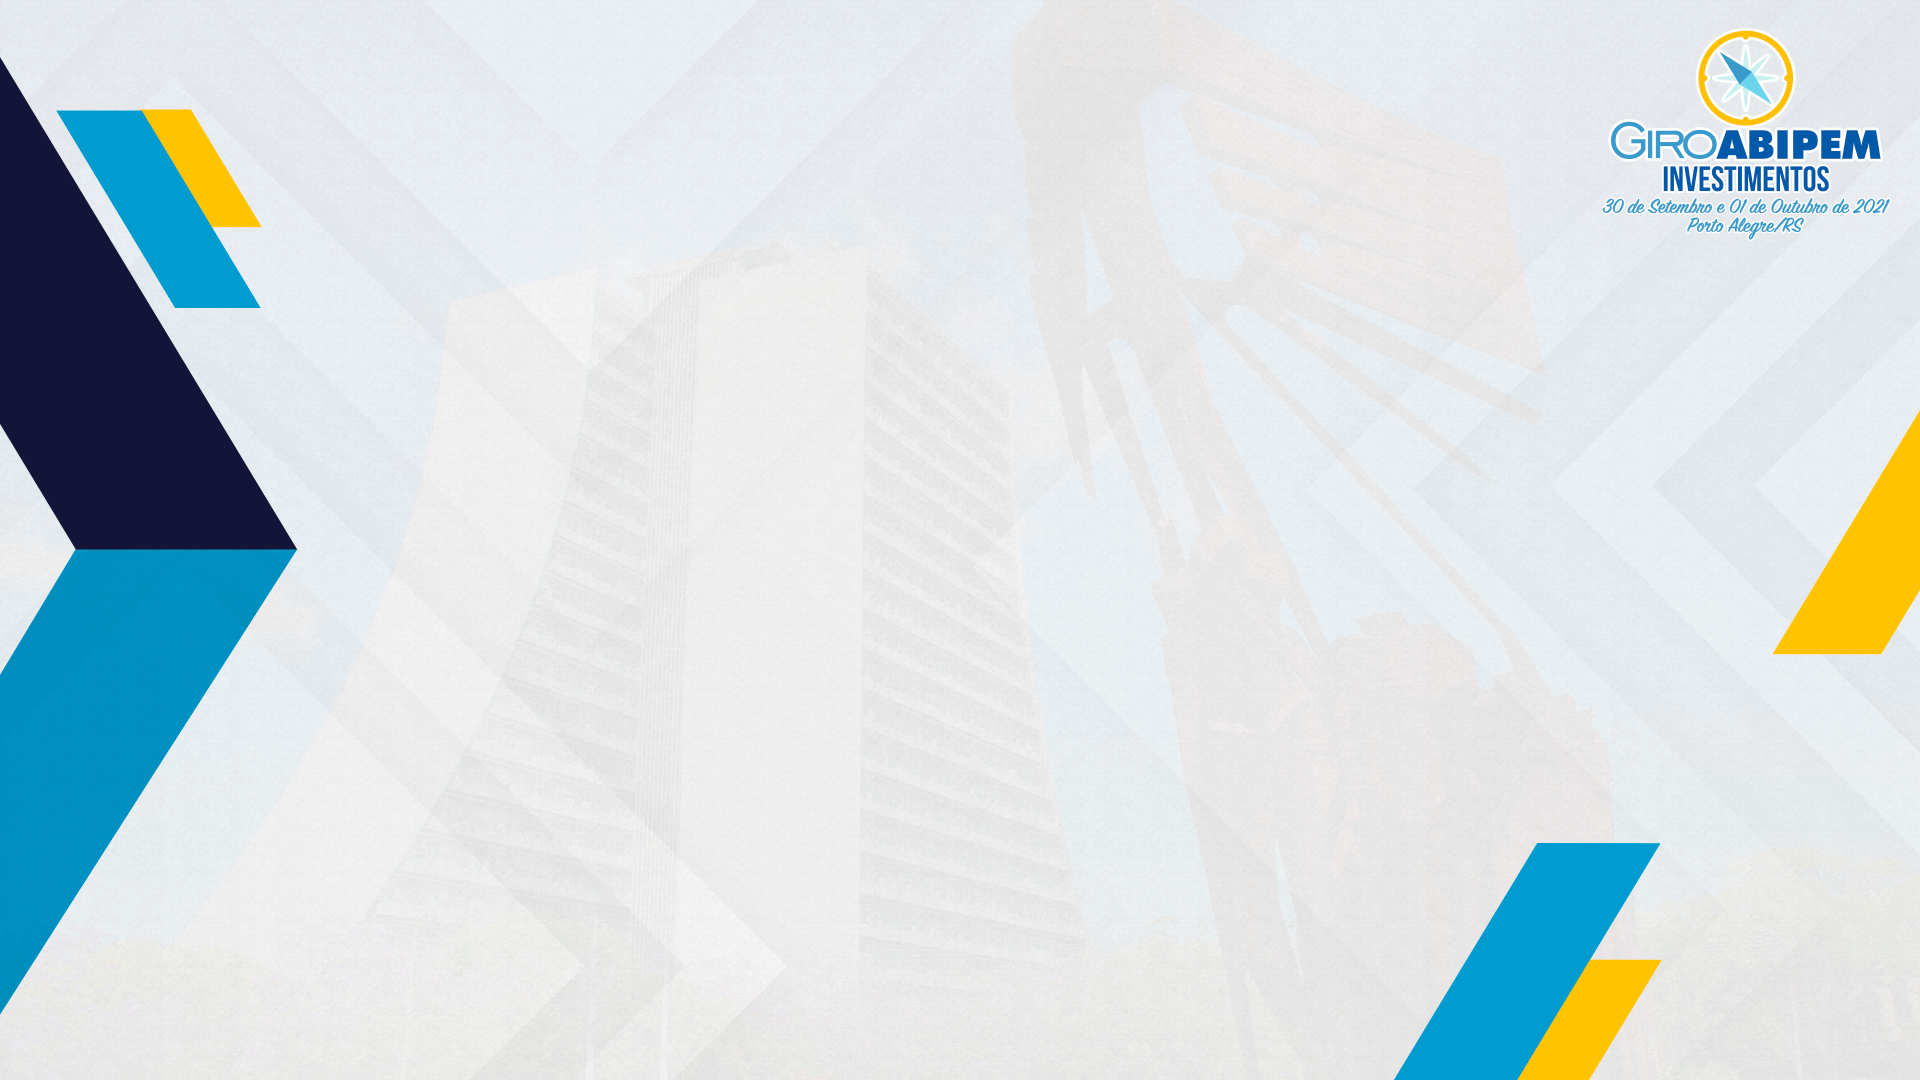 GIROABIPEM
INVESTIMENTOS
30 de Setembro e 01 de Outubro de 2021
Porto Alegre/RS